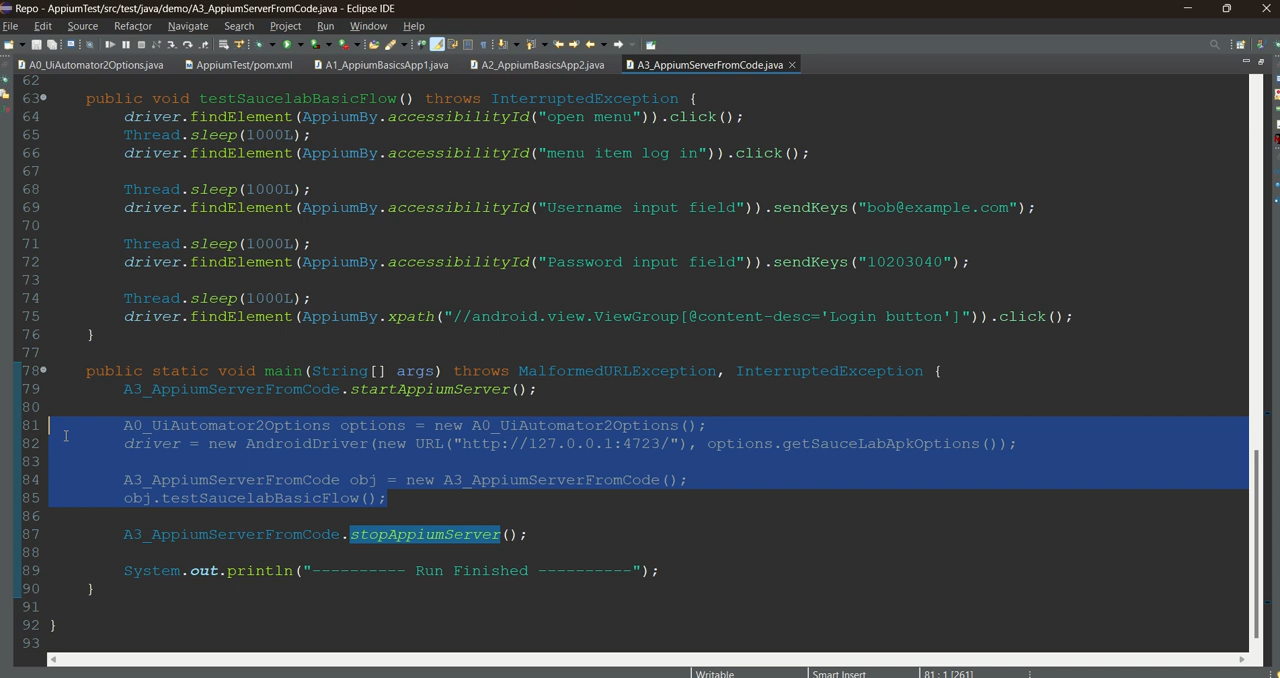 Repo - AppiumTest/src/test/java/demo/A3_AppiumServerFromCode.java - Eclipse IDE
File Edit Source Refactor Navigate Search Project Run Window Help
A0_UiAutomator2Options.java AppiumTest/pom.xml A1_AppiumBasicsApp1.java A2_AppiumBasicsApp2.java A3_AppiumServerFromCode.java
62
63 public void testSaucelabBasicFlow() throws InterruptedException {
64 driver.findElement(AppiumBy.accessibilityId("open menu")).click();
65 Thread.sleep(1000L);
66 driver.findElement(AppiumBy.accessibilityId("menu item log in")).click();
67
68 Thread.sleep(1000L);
69 driver.findElement(AppiumBy.accessibilityId("Username input field")).sendKeys("bob@example.com");
70
71 Thread.sleep(1000L);
72 driver.findElement(AppiumBy.accessibilityId("Password input field")).sendKeys("10203040");
73
74 Thread.sleep(1000L);
75 driver.findElement(AppiumBy.xpath("//android.view.ViewGroup[@content-desc='Login button']")).click();
76 }
77
78 public static void main(String[] args) throws MalformedURLException, InterruptedException {
79 A3_AppiumServerFromCode.startAppiumServer();
80
81 A0_UiAutomator2Options options = new A0_UiAutomator2Options();
82 driver = new AndroidDriver(new URL("http://127.0.0.1:4723/"), options.getSauceLabApkOptions());
83
84 A3_AppiumServerFromCode obj = new A3_AppiumServerFromCode();
85 obj.testSaucelabBasicFlow();
86
87 A3_AppiumServerFromCode.stopAppiumServer();
88
89 System.out.println("---------- Run Finished ----------");
90 }
91
92 }
93
Writable Smart Insert 81 : 1 [261]